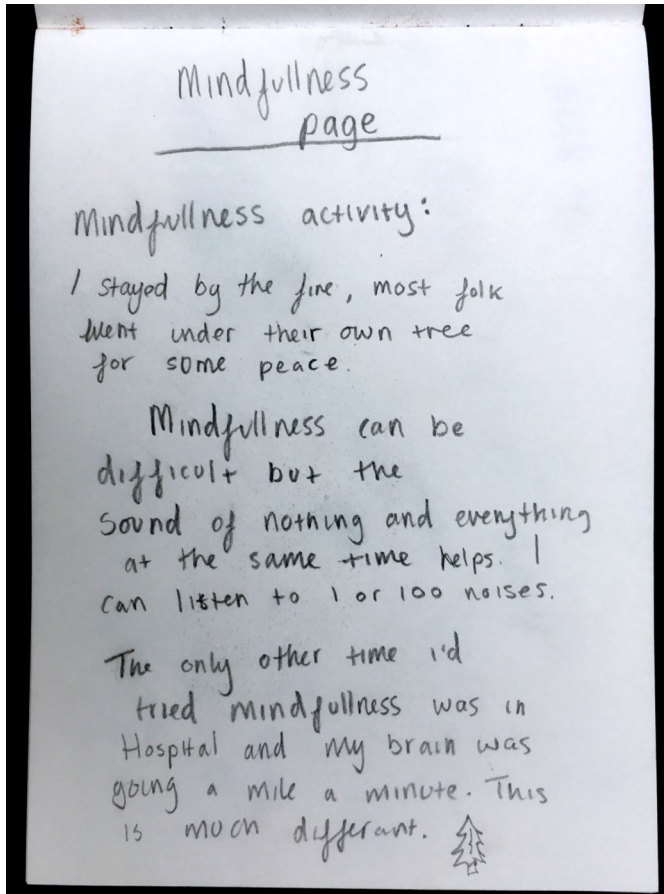 Mindfullness
page
Mindfullness activity:
I stayed by the fire, most folk
went under their own tree
for some peace.
Mindfullness can be
difficult but the
sound of nothing and everything
at the same time helps. I
can listen to 1 or 100 noises.
The only other time i'd
tried mindfullness was in
Hospital and my brain was
going a mile a minute. This
is much differant.